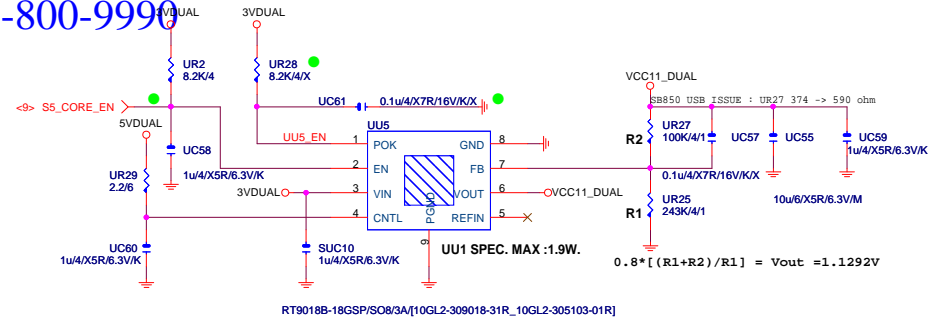 -800-9990
3VDUAL
3VDUAL
UR2
8.2K/4
UR28
8.2K/4/X
VCC11_DUAL
<9> S5_CORE_EN
UC61
0.1u/4/X7R/16V/K/X
SB850 USB ISSUE : UR27 374 -> 590 ohm
5VDUAL
UU5
UU5_EN
1 POK
GND 8
R2
UR27
100K/4/1
UC57
UC55
UC59
1u/4/X5R/6.3V/K
UC58
1u/4/X5R/6.3V/K
2 EN
FB 7
0.1u/4/X7R/16V/K/X
UR29
2.2/6
3VDUAL
3 VIN
VOUT 6
VCC11_DUAL
10u/6/X5R/6.3V/M
4 CNTL
PGND
REFIN 5
R1
UR25
243K/4/1
UC60
1u/4/X5R/6.3V/K
SUC10
1u/4/X5R/6.3V/K
9
UU1 SPEC. MAX :1.9W.
0.8*[(R1+R2)/R1] = Vout =1.1292V
RT9018B-18GSP/SO8/3A/[10GL2-309018-31R_10GL2-305103-01R]